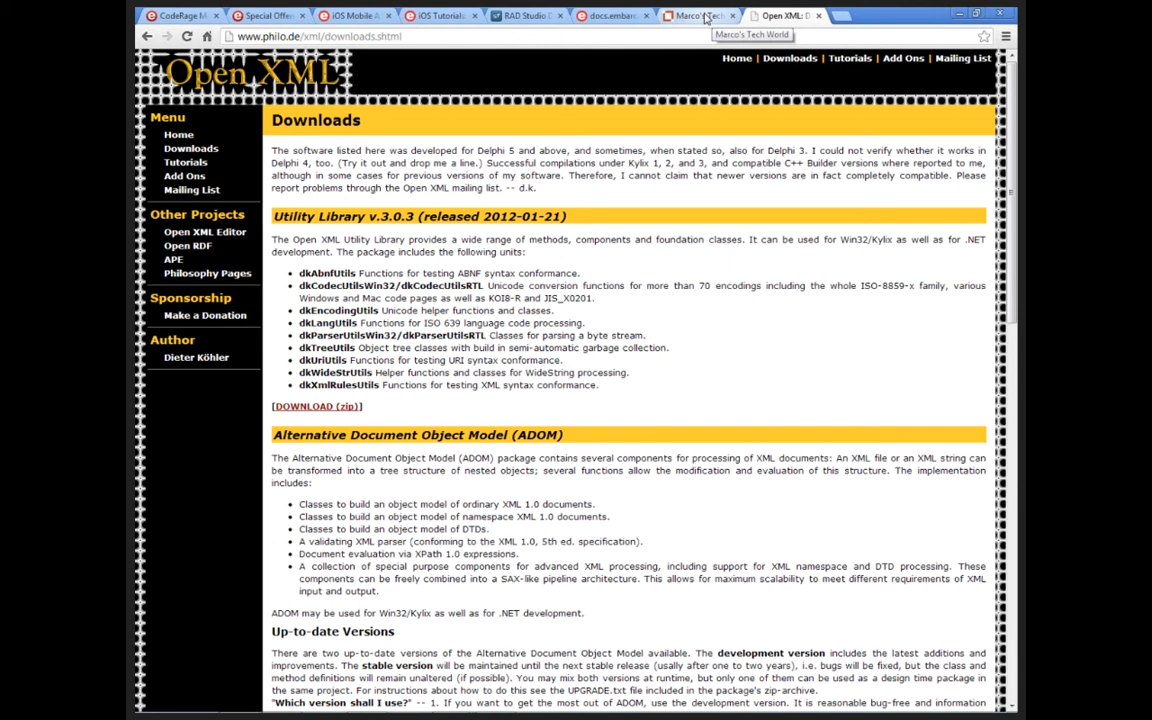 CodeRage M
Special Offer
iOS Mobile A
iOS Tutorials
RAD Studio D
docs.embarc
Marco's Tech
Open XML: D
Marco's Tech World
www.philo.de/xml/downloads.shtml
Open XML
Home | Downloads | Tutorials | Add Ons | Mailing List
Menu
Home
Downloads
Tutorials
Add Ons
Mailing List
Other Projects
Open XML Editor
Open RDF
APE
Philosophy Pages
Sponsorship
Make a Donation
Author
Dieter Köhler
Downloads
The software listed here was developed for Delphi 5 and above, and sometimes, when stated so, also for Delphi 3. I could not verify whether it works in
Delphi 4, too. (Try it out and drop me a line.) Successful compilations under Kylix 1, 2, and 3, and compatible C++ Builder versions where reported to me,
although in some cases for previous versions of my software. Therefore, I cannot claim that newer versions are in fact completely compatible. Please
report problems through the Open XML mailing list. -- d.k.
Utility Library v.3.0.3 (released 2012-01-21)
The Open XML Utility Library provides a wide range of methods, components and foundation classes. It can be used for Win32/Kylix as well as for .NET
development. The package includes the following units:
• dkAbnfUtils Functions for testing ABNF syntax conformance.
• dkCodecUtilsWin32/dkCodecUtilsRTL Unicode conversion functions for more than 70 encodings including the whole ISO-8859-x family, various
Windows and Mac code pages as well as KOI8-R and JIS_X0201.
• dkEncodingUtils Unicode helper functions and classes.
• dkLangUtils Functions for ISO 639 language code processing.
• dkParserUtilsWin32/dkParserUtilsRTL Classes for parsing a byte stream.
• dkTreeUtils Object tree classes with build in semi-automatic garbage collection.
• dkUriUtils Functions for testing URI syntax conformance.
• dkWideStrUtils Helper functions and classes for WideString processing.
• dkXmlRulesUtils Functions for testing XML syntax conformance.
[DOWNLOAD (zip)]
Alternative Document Object Model (ADOM)
The Alternative Document Object Model (ADOM) package contains several components for processing of XML documents: An XML file or an XML string can
be transformed into a tree structure of nested objects; several functions allow the modification and evaluation of this structure. The implementation
includes:
• Classes to build an object model of ordinary XML 1.0 documents.
• Classes to build an object model of namespace XML 1.0 documents.
• Classes to build an object model of DTDs.
• A validating XML parser (conforming to the XML 1.0, 5th ed. specification).
• Document evaluation via XPath 1.0 expressions.
• A collection of special purpose components for advanced XML processing, including support for XML namespace and DTD processing. These
components can be freely combined into a SAX-like pipeline architecture. This allows for maximum scalability to meet different requirements of XML
input and output.
ADOM may be used for Win32/Kylix as well as for .NET development.
Up-to-date Versions
There are two up-to-date versions of the Alternative Document Object Model available. The development version includes the latest additions and
improvements. The stable version will be maintained until the next stable release (usally after one to two years), i.e. bugs will be fixed, but the class and
method definitions will remain unaltered (if possible). You may mix both versions at runtime, but only one of them can be used as a design time package in
the same project. For instructions about how to do this see the UPGRADE.txt file included in the package's zip-archive.
"Which version shall I use?" -- 1. If you want to get the most out of ADOM, use the development version. It is reasonable bug-free and information